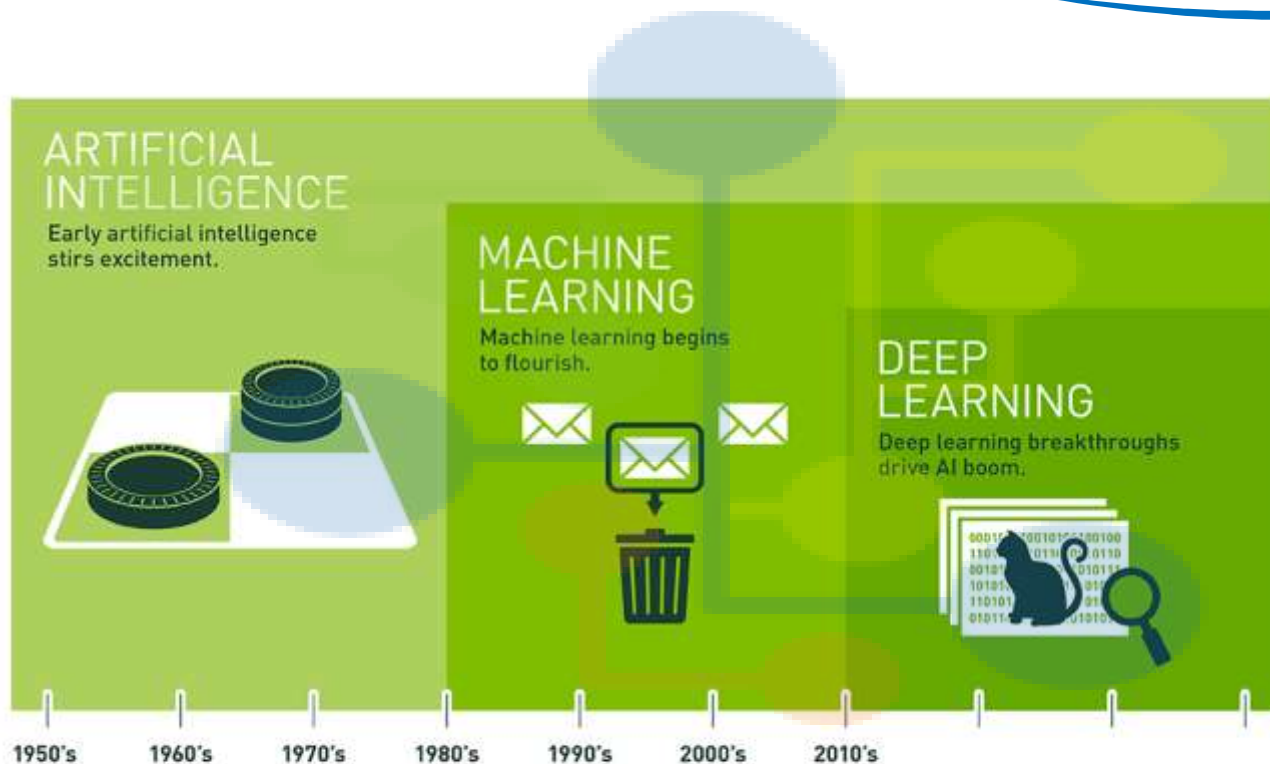 ARTIFICIAL
INTELLIGENCE
Early artificial intelligence
stirs excitement.
MACHINE
LEARNING
Machine learning begins
to flourish.
DEEP
LEARNING
Deep learning breakthroughs
drive AI boom.
1950's 1960's 1970's 1980's 1990's 2000's 2010's